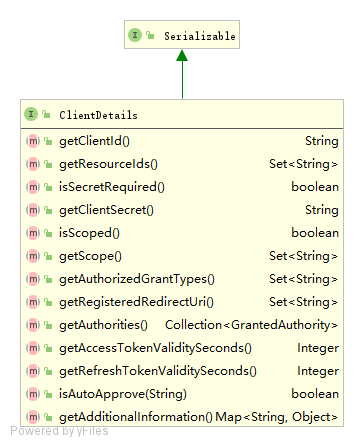 I Serializable
I ClientDetails
m getClientId() String
m getResourceIds() Set<String>
m isSecretRequired() boolean
m getClientSecret() String
m isScoped() boolean
m getScope() Set<String>
m getAuthorizedGrantTypes() Set<String>
m getRegisteredRedirectUri() Set<String>
m getAuthorities() Collection<GrantedAuthority>
m getAccessTokenValiditySeconds() Integer
m getRefreshTokenValiditySeconds() Integer
m isAutoApprove(String) boolean
m getAdditionalInformation() Map<String, Object>
Powered by yFiles